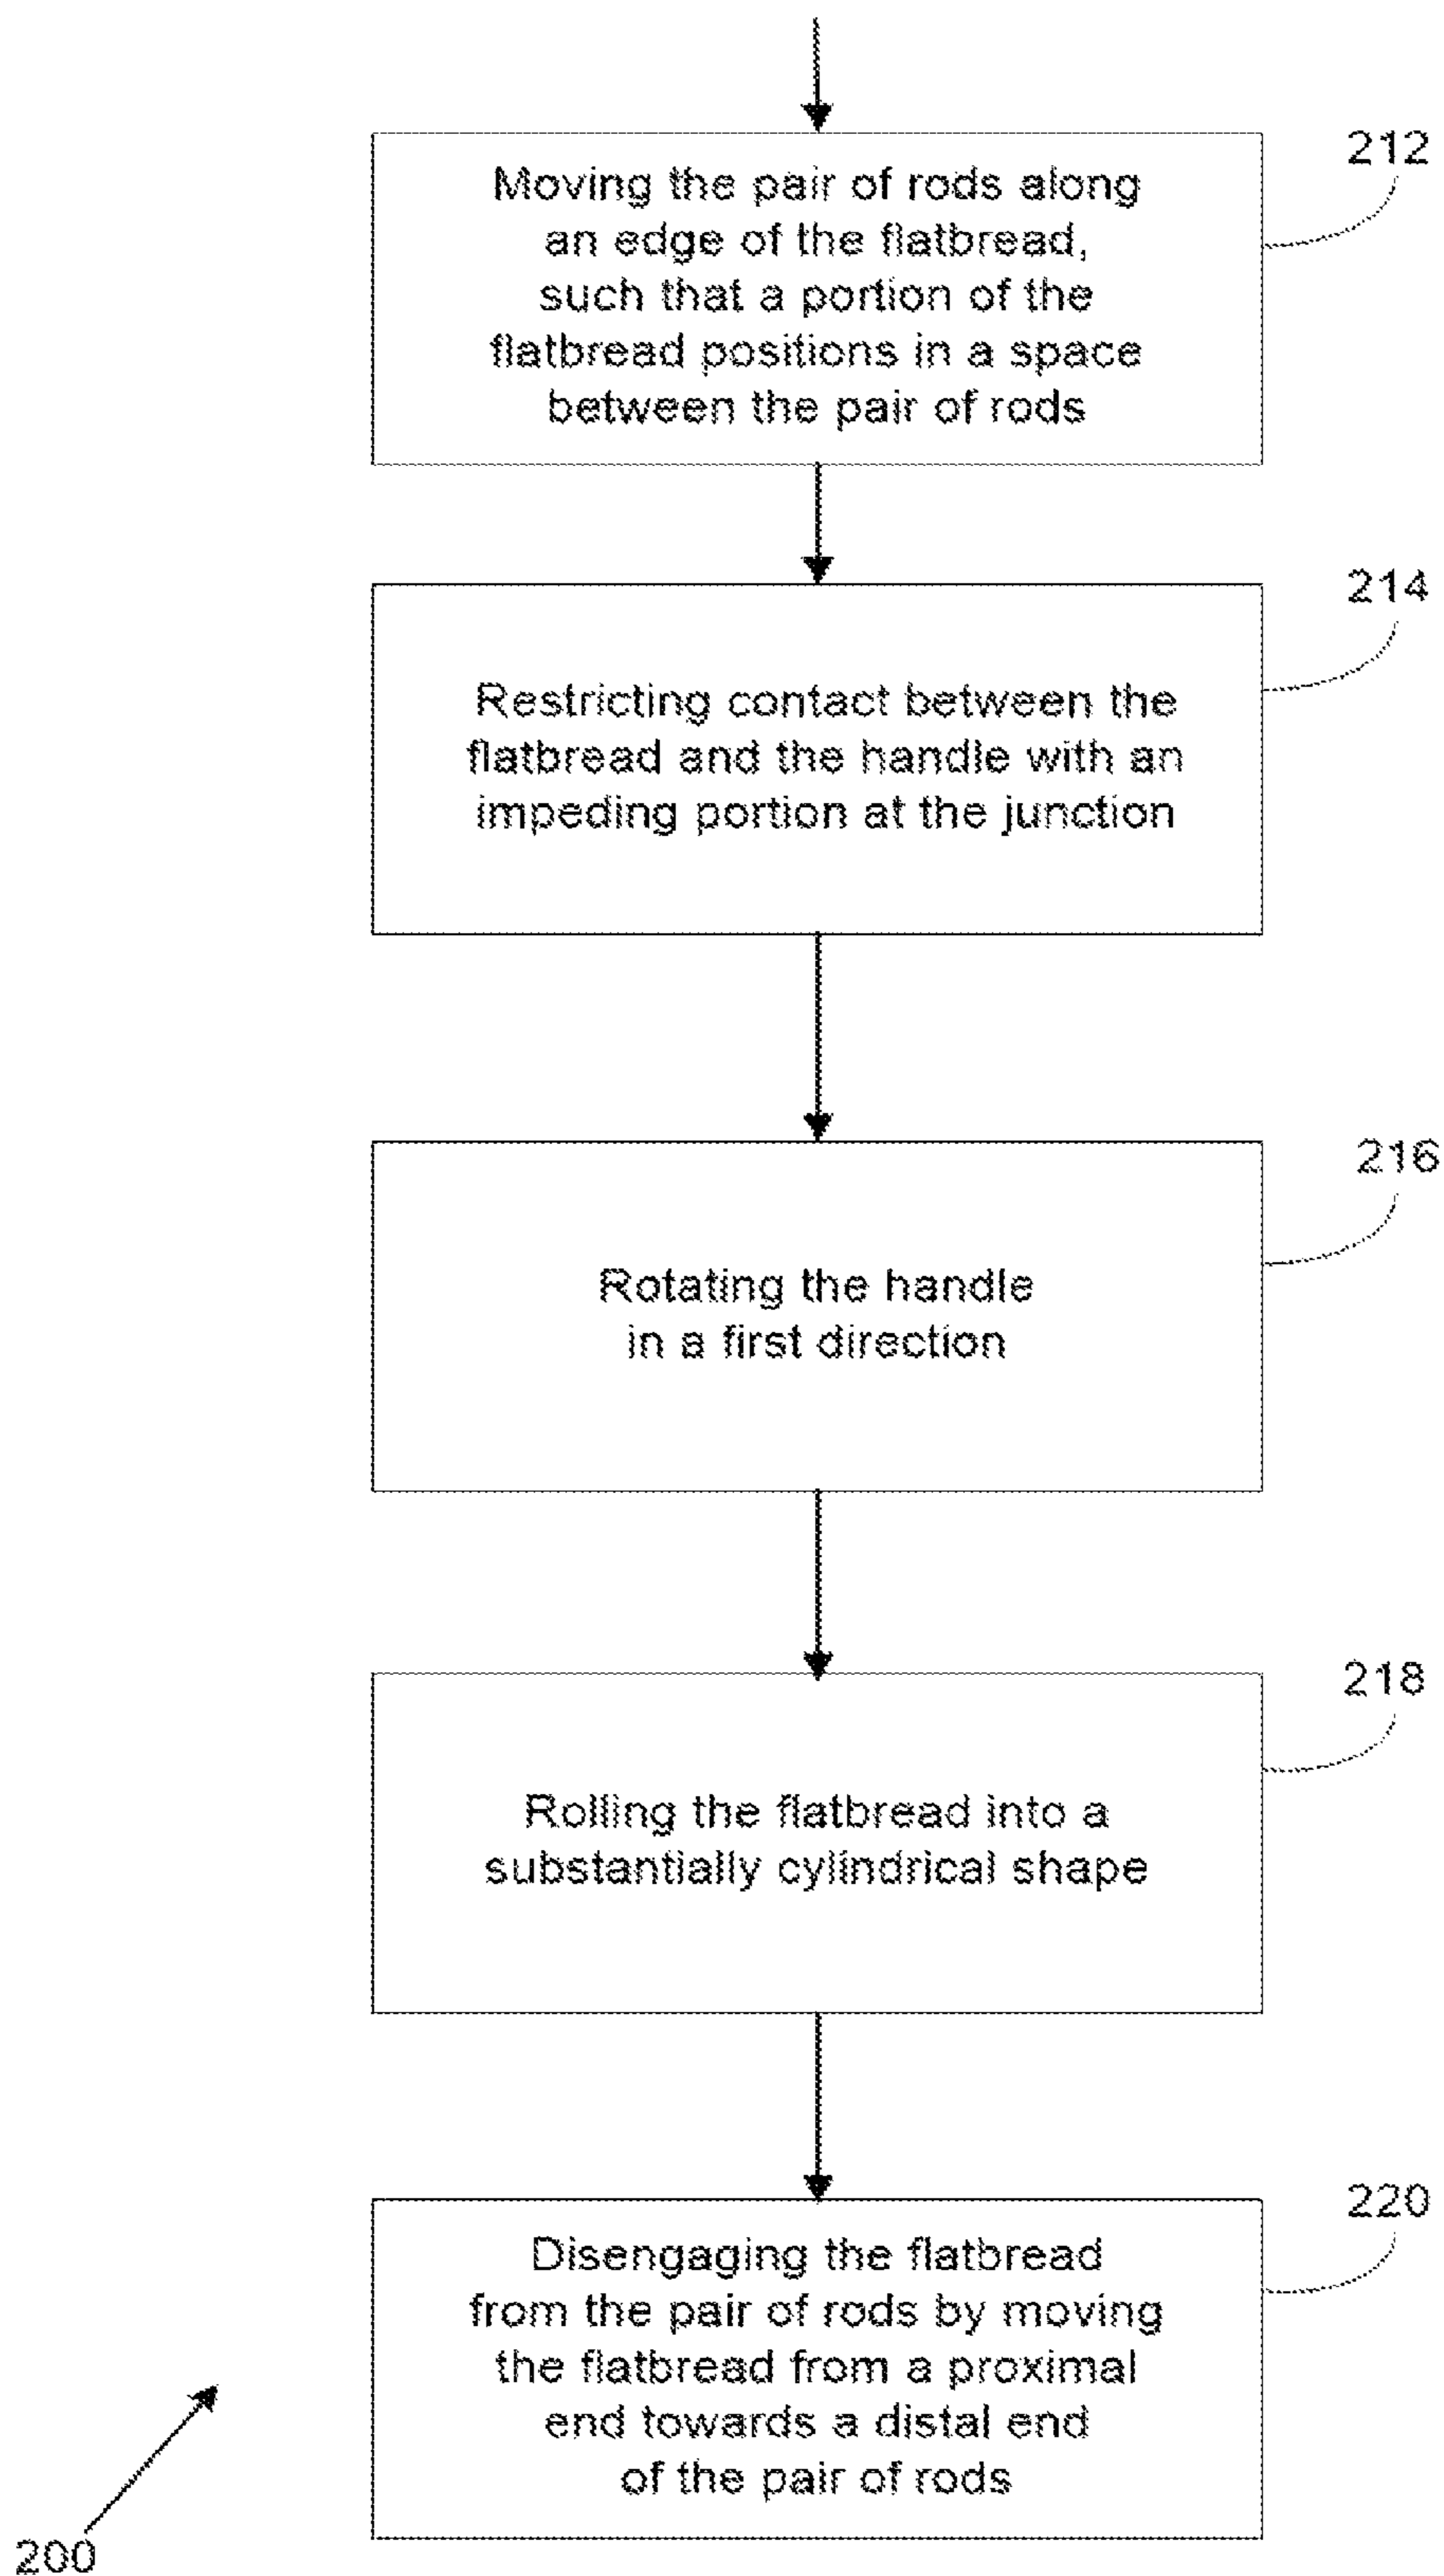 212
Moving the pair of rods along
an edge of the flatbread,
such that a portion of the
flatbread positions in a space
between the pair of rods
214
Restricting contact between the
flatbread and the handle with an
impeding portion at the junction
216
Rotating the handle
in a first direction
218
Rolling the flatbread into a
substantially cylindrical shape
220
Disengaging the flatbread
from the pair of rods by moving
the flatbread from a proximal
end towards a distal end
of the pair of rods
200